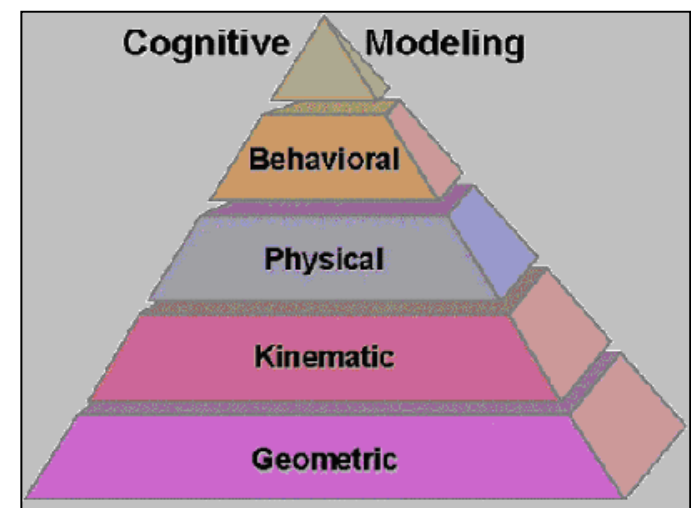 Cognitive Modeling
Behavioral
Physical
Kinematic
Geometric